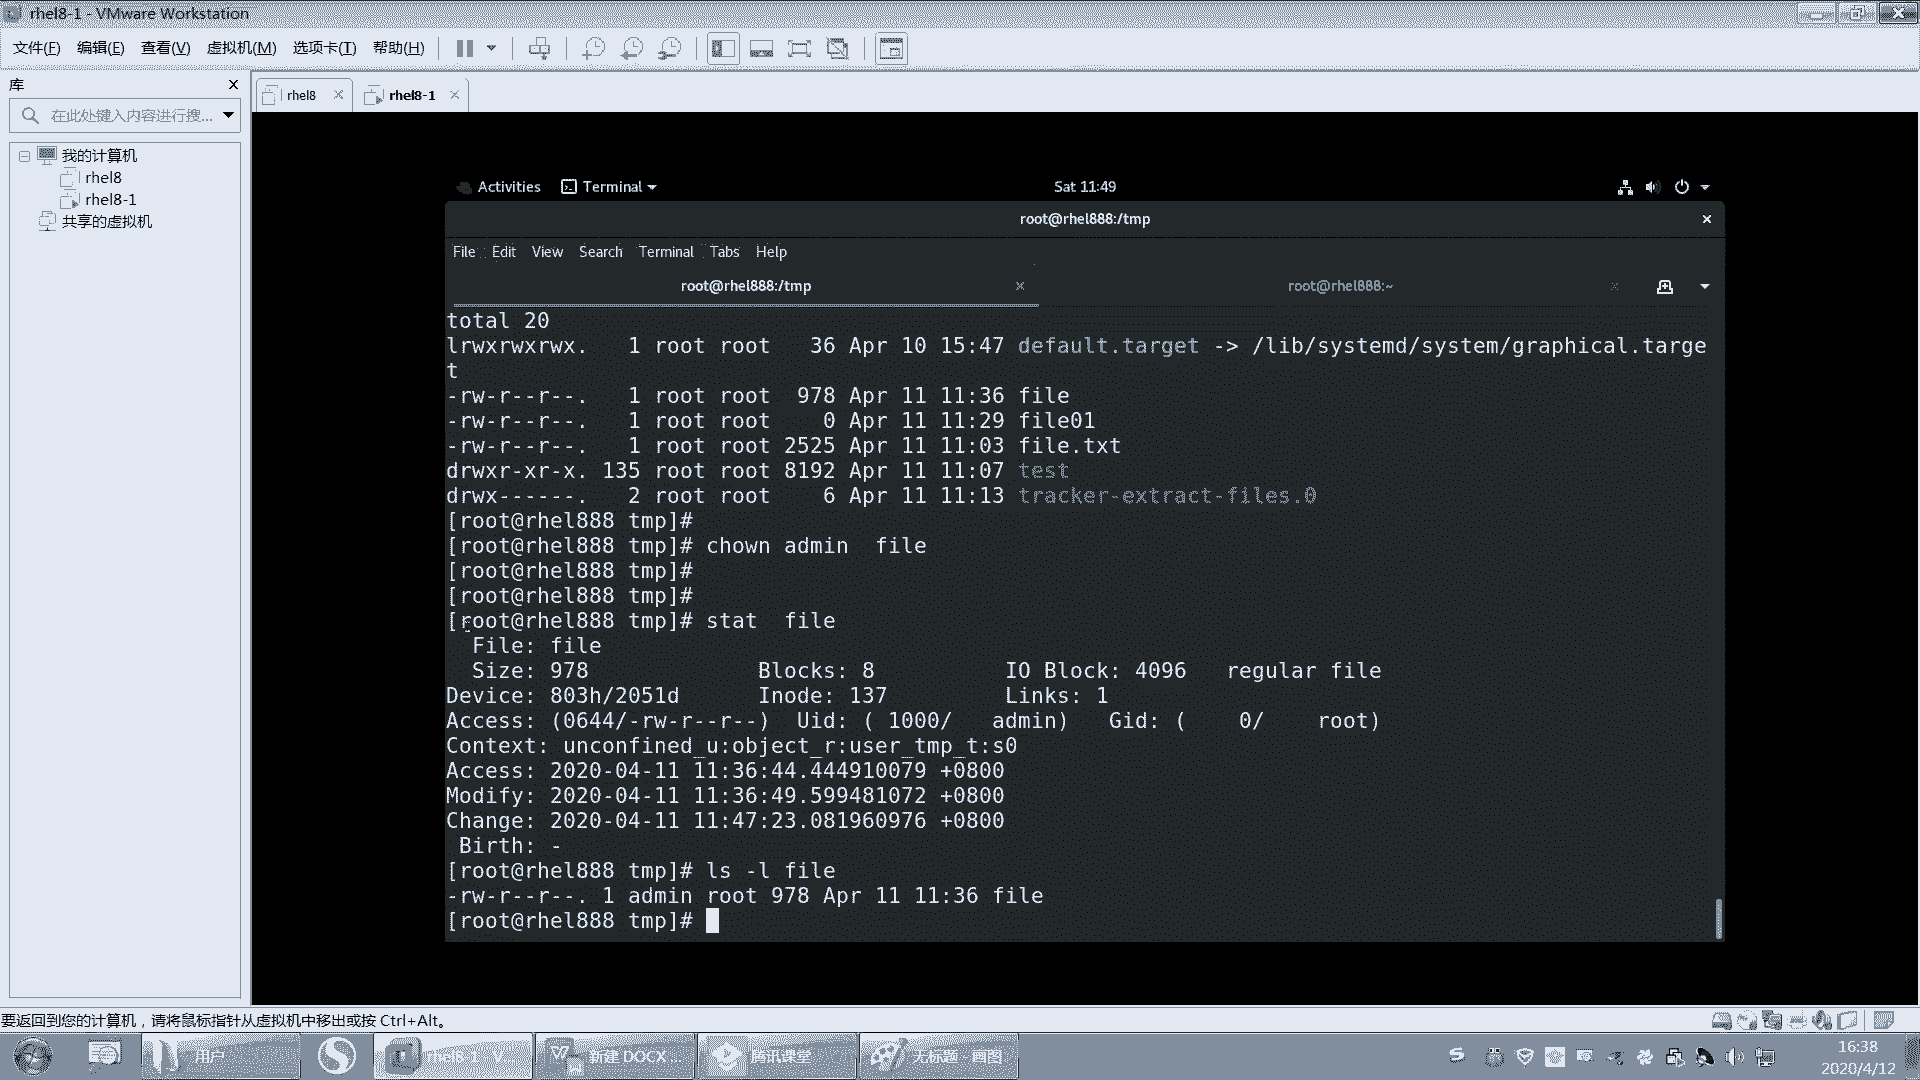 rhel8-1 - VMware Workstation
文件(F) 编辑(E) 查看(V) 虚拟机(M) 选项卡(T) 帮助(H)
库
在此处键入内容进行搜...
我的计算机
rhel8
rhel8-1
共享的虚拟机
rhel8 rhel8-1
Activities Terminal Sat 11:49
root@rhel888:/tmp
File Edit View Search Terminal Tabs Help
root@rhel888:/tmp root@rhel888:~
total 20
lrwxrwxrwx. 1 root root 36 Apr 10 15:47 default.target -> /lib/systemd/system/graphical.targe
t
-rw-r--r--. 1 root root 978 Apr 11 11:36 file
-rw-r--r--. 1 root root 0 Apr 11 11:29 file01
-rw-r--r--. 1 root root 2525 Apr 11 11:03 file.txt
drwxr-xr-x. 135 root root 8192 Apr 11 11:07 test
drwx------. 2 root root 6 Apr 11 11:13 tracker-extract-files.0
[root@rhel888 tmp]#
[root@rhel888 tmp]# chown admin  file
[root@rhel888 tmp]#
[root@rhel888 tmp]#
[root@rhel888 tmp]# stat  file
File: file
Size: 978 Blocks: 8 IO Block: 4096 regular file
Device: 803h/2051d Inode: 137 Links: 1
Access: (0644/-rw-r--r--) Uid: ( 1000/ admin) Gid: ( 0/ root)
Context: unconfined_u:object_r:user_tmp_t:s0
Access: 2020-04-11 11:36:44.444910079 +0800
Modify: 2020-04-11 11:36:49.599481072 +0800
Change: 2020-04-11 11:47:23.081960976 +0800
Birth: -
[root@rhel888 tmp]# ls -l file
-rw-r--r--. 1 admin root 978 Apr 11 11:36 file
[root@rhel888 tmp]#
要返回到您的计算机，请将鼠标指针从虚拟机中移出或按 Ctrl+Alt。
用户 rhel8-1 - V... 新建 DOCX... 腾讯课堂 无标题 - 画图
16:38
2020/4/12